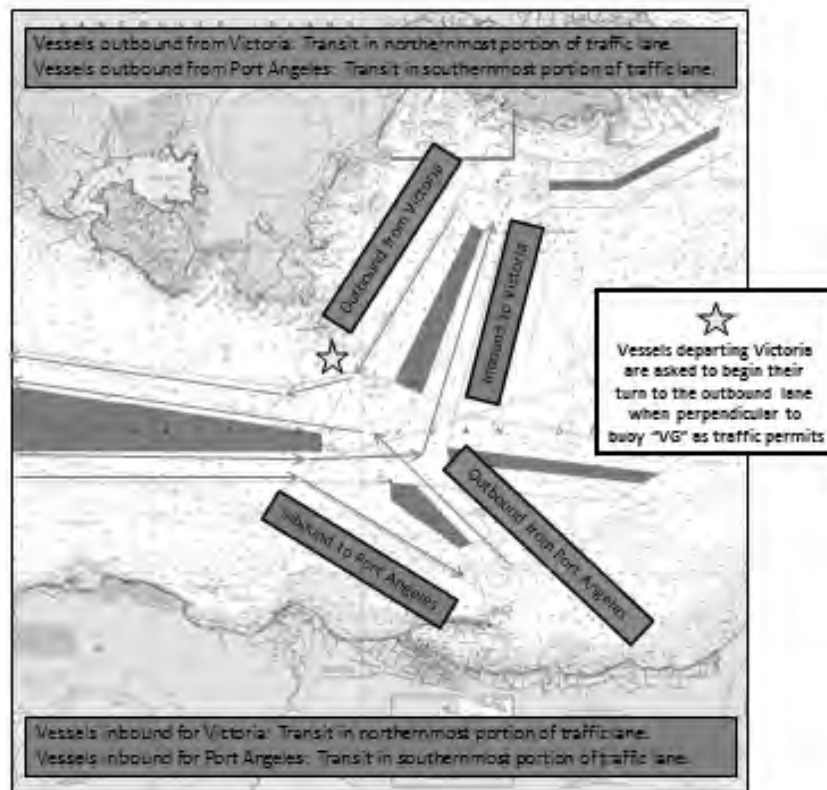 Vessels outbound from Victoria: Transit in northernmost portion of traffic lane.
Vessels outbound from Port Angeles: Transit in southernmost portion of traffic lane.
Outbound from Victoria
Inbound to Victoria
Vessels departing Victoria
are asked to begin their
turn to the outbound lane
when perpendicular to
buoy "VG" as traffic permits
Inbound to Port Angeles
Outbound from Port Angeles
Vessels inbound for Victoria: Transit in northernmost portion of traffic lane.
Vessels inbound for Port Angeles: Transit in southernmost portion of traffic lane.